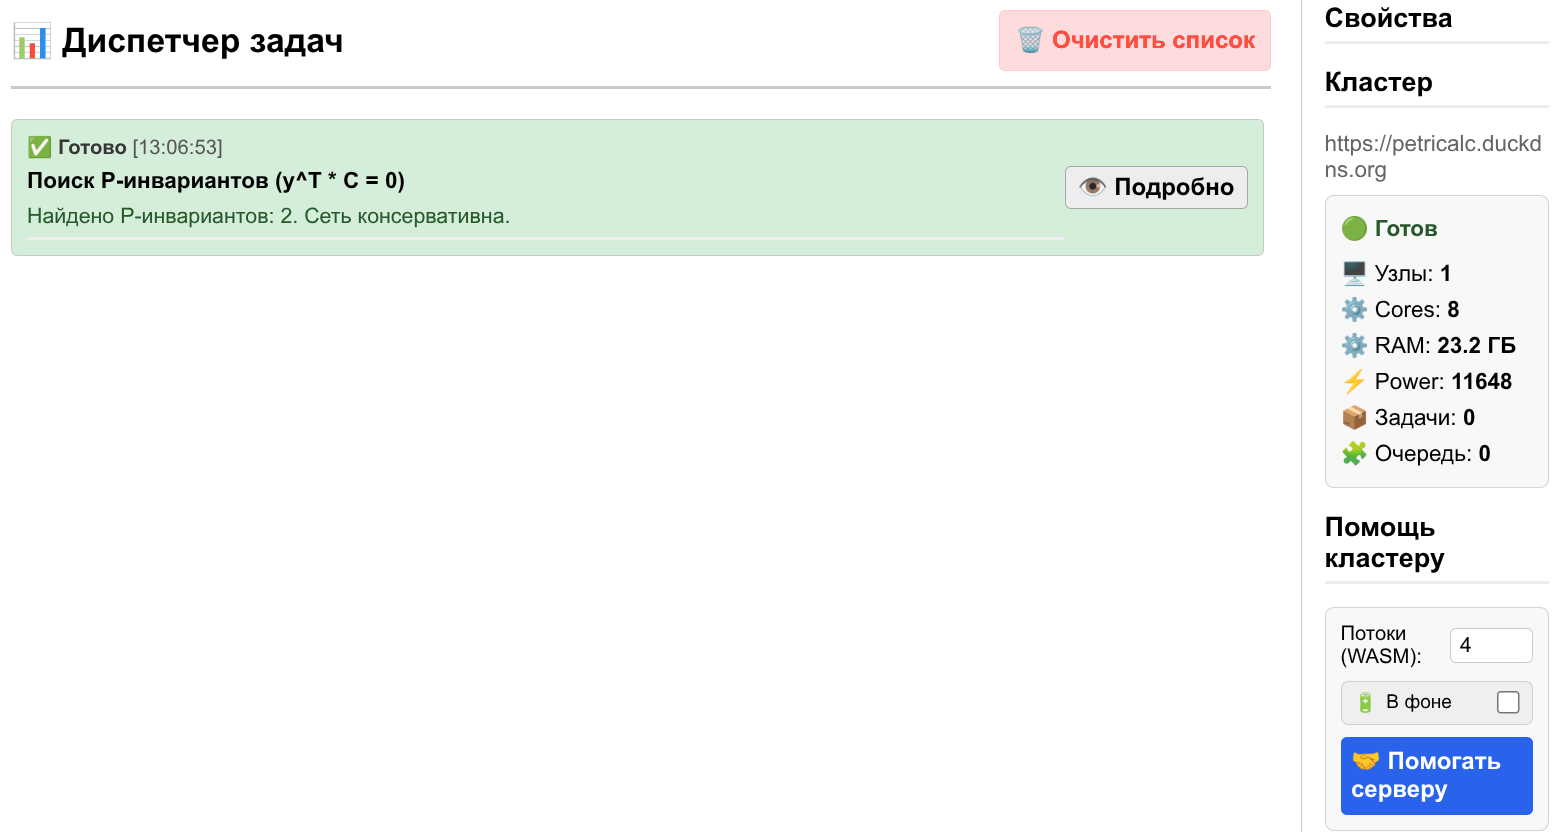 Диспетчер задач
Очистить список
Готово [13:06:53]
Поиск P-инвариантов (y^T * C = 0)
Найдено P-инвариантов: 2. Сеть консервативна.
Подробно
Свойства
Кластер
https://petricalc.duckd
ns.org
Готов
Узлы: 1
Cores: 8
RAM: 23.2 ГБ
Power: 11648
Задачи: 0
Очередь: 0
Помощь
кластеру
Потоки
(WASM):
4
В фоне
Помогать
серверу